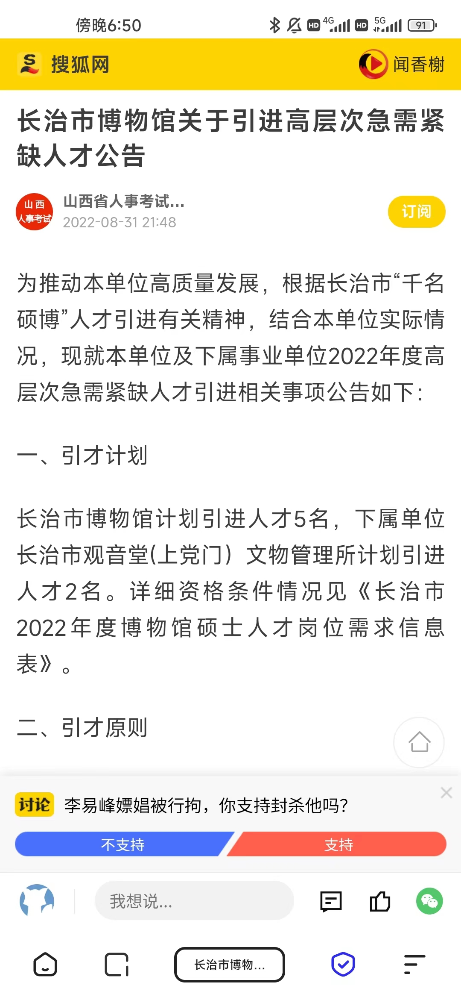 傍晚6:50
HD 4G HD 5G 91
搜狐网 闻香榭
长治市博物馆关于引进高层次急需紧
缺人才公告
山西
人事考试
山西省人事考试...
2022-08-31 21:48
订阅
为推动本单位高质量发展，根据长治市“千名
硕博”人才引进有关精神，结合本单位实际情
况，现就本单位及下属事业单位2022年度高
层次急需紧缺人才引进相关事项公告如下：
一、引才计划
长治市博物馆计划引进人才5名，下属单位
长治市观音堂(上党门）文物管理所计划引进
人才2名。详细资格条件情况见《长治市
2022年度博物馆硕士人才岗位需求信息
表》。
二、引才原则
讨论 李易峰嫖娼被行拘，你支持封杀他吗?
不支持 支持
我想说...
长治市博物...